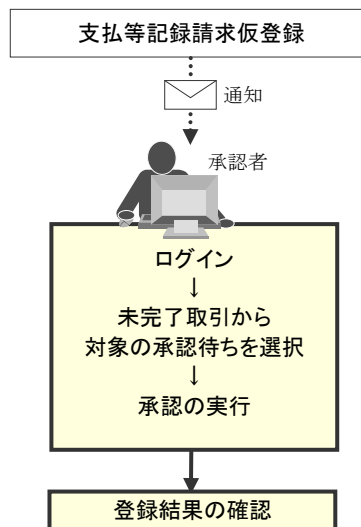 支払等記録請求仮登録
通知
承認者
ログイン
↓
未完了取引から
対象の承認待ちを選択
↓
承認の実行
登録結果の確認